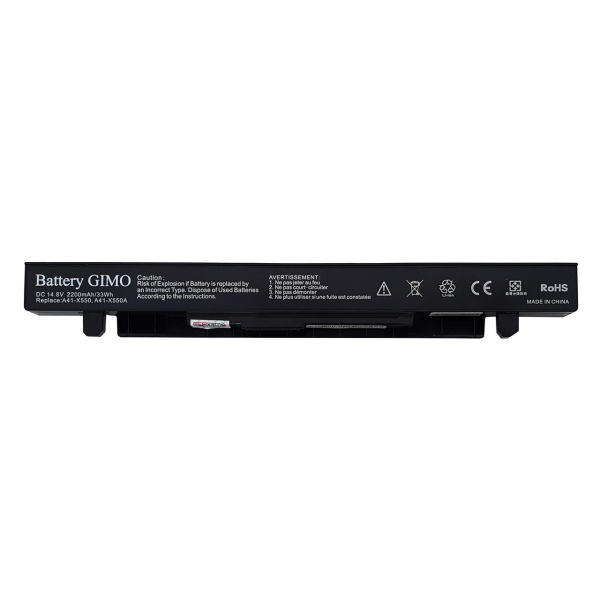 Battery GIMO
DC 14.8V 2200mAh/33Wh
Replace:A41-X550, A41-X550A
CAUTION:
Risk of Explosion if Battery is replaced by
an Incorrect Type. Dispose of Used Batteries
According to the Instructions.
AVERTISSEMENT:
1. Ne pas jeter au feu
2. Ne pas court- circuiter
3. Ne pas démonter
4. Ne plus utiliser si fuite est constatée
Li-ion
CE
RoHS
MADE IN CHINA